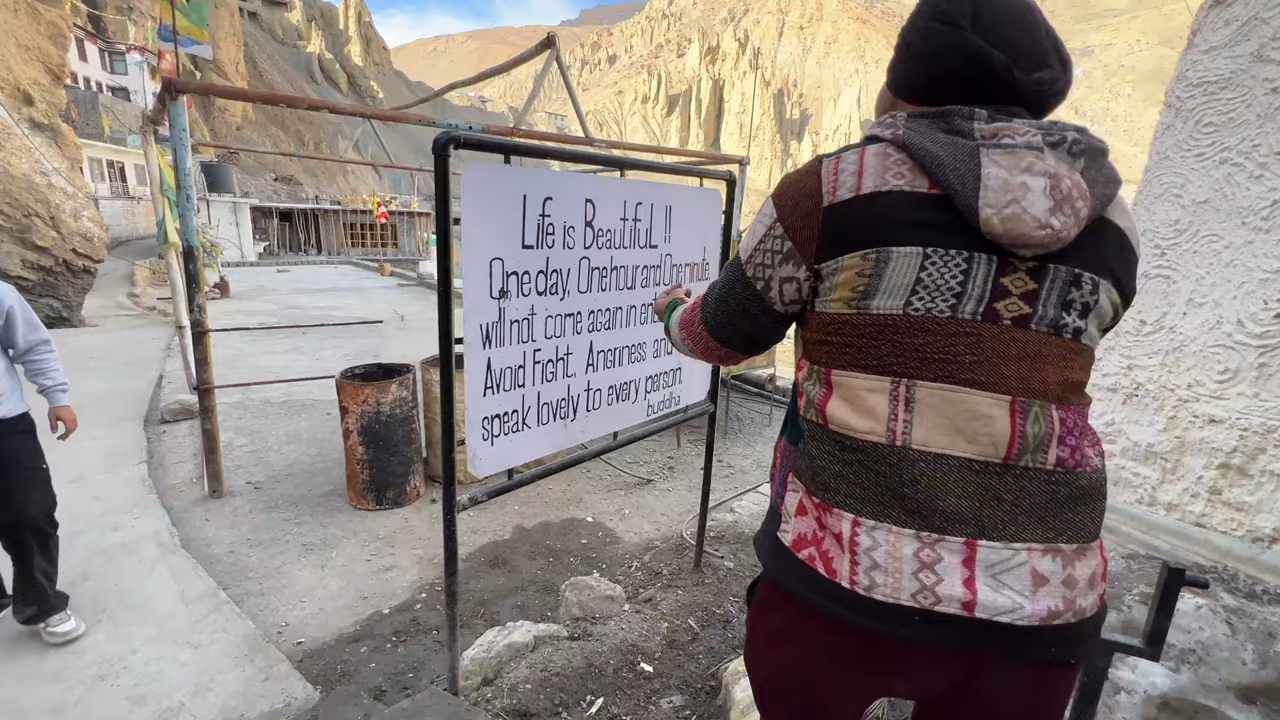 Life is BeautifuL !!
One day, One hour and One minute,
will not come again in
Avoid Fight, Angriness and
speak lovely to every person.
buddha